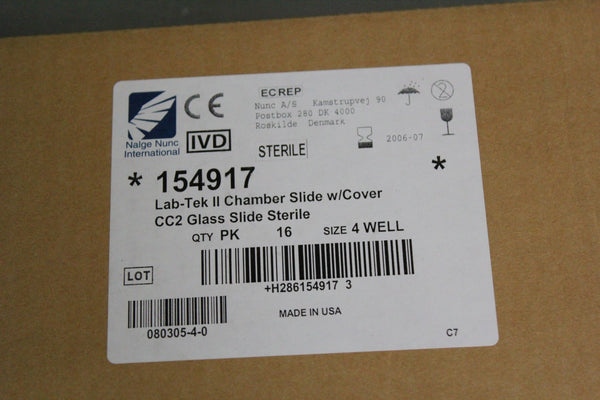 Nalge Nunc
International
CE
IVD
EC REP
Nunc A/S Kamstrupvej 90
Postbox 280 DK 4000
Roskilde Denmark
STERILE
2006-07
* 154917 *
Lab-Tek II Chamber Slide w/Cover
CC2 Glass Slide Sterile
QTY PK 16 SIZE 4 WELL
+H286154917 3
LOT
080305-4-0
MADE IN USA
C7